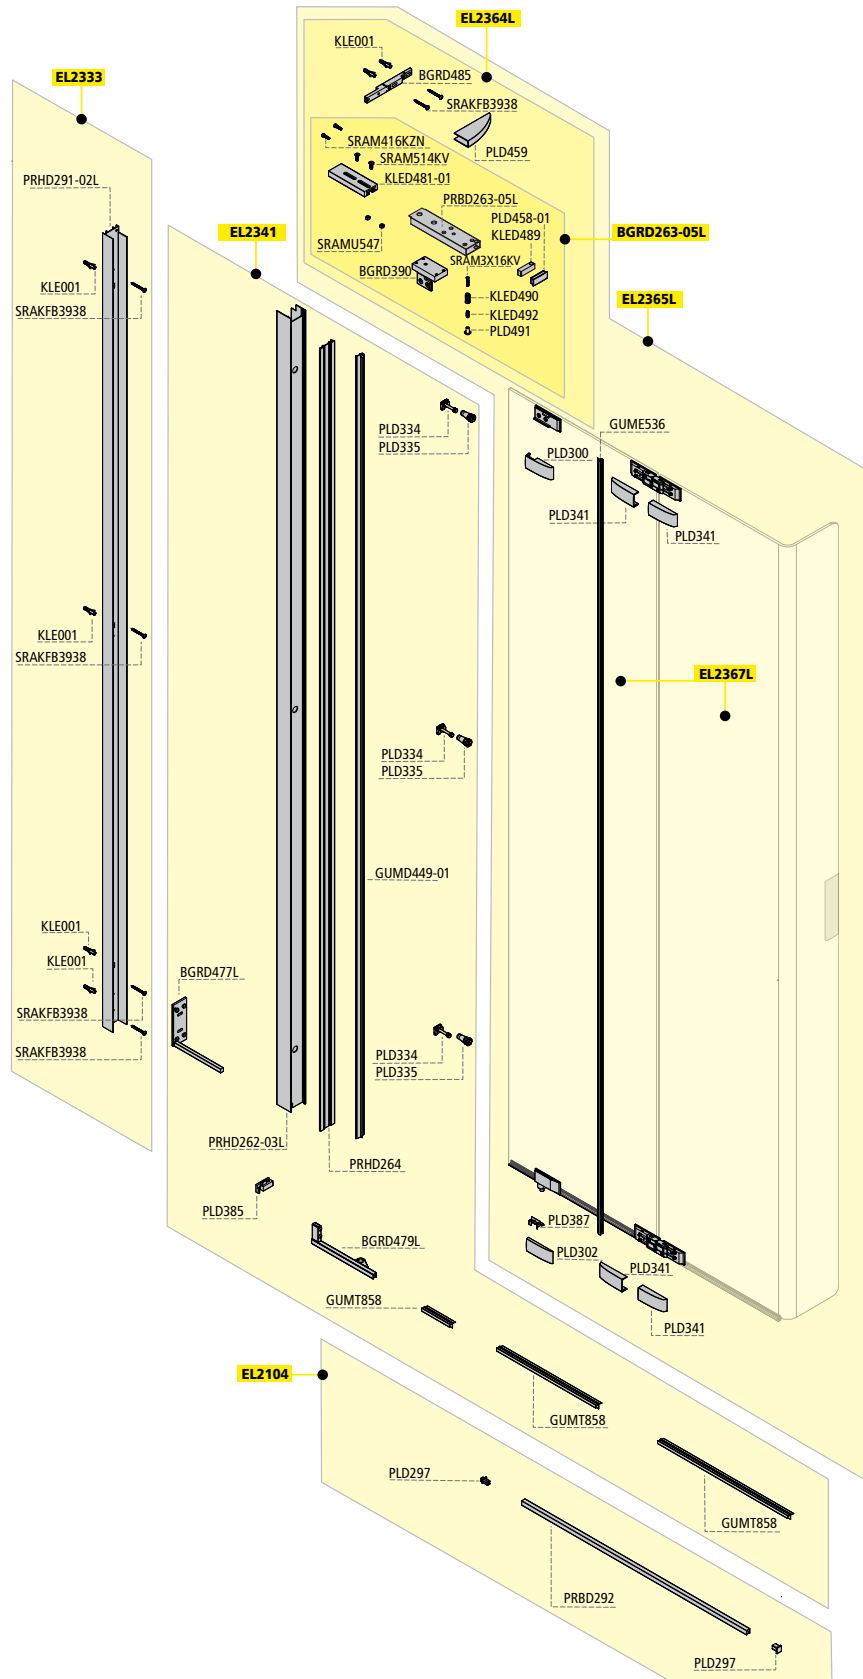 EL2364L
KLE001
BGRD485
EL2333
SRAKFB3938
SRAM416KZN
PLD459
SRAM514KV
KLED481-01
PRHD291-02L
PRBD263-05L
PLD458-01
EL2341
KLED489
BGRD263-05L
SRAMU547
SRAM3X16KV
BGRD390
KLE001
KLED490
EL2365L
SRAKFB3938
KLED492
PLD491
PLD334
GUME536
PLD335
PLD300
PLD341
PLD341
KLE001
SRAKFB3938
EL2367L
PLD334
PLD335
GUMD449-01
KLE001
KLE001
BGRD477L
SRAKFB3938
SRAKFB3938
PLD334
PLD335
PRHD262-03L
PRHD264
PLD385
PLD387
BGRD479L
PLD302
PLD341
GUMT858
PLD341
EL2104
GUMT858
PLD297
GUMT858
PRBD292
PLD297